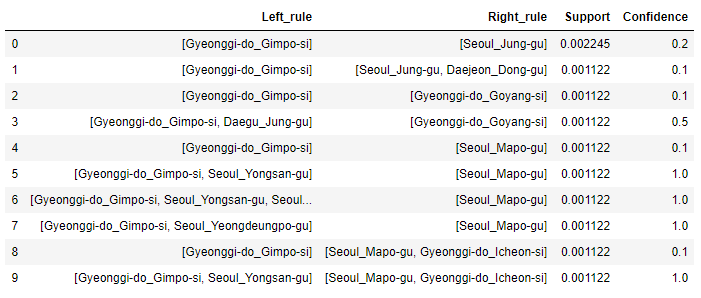 Left_rule Right_rule Support Confidence
0 [Gyeonggi-do_Gimpo-si] [Seoul_Jung-gu] 0.002245 0.2
1 [Gyeonggi-do_Gimpo-si] [Seoul_Jung-gu, Daejeon_Dong-gu] 0.001122 0.1
2 [Gyeonggi-do_Gimpo-si] [Gyeonggi-do_Goyang-si] 0.001122 0.1
3 [Gyeonggi-do_Gimpo-si, Daegu_Jung-gu] [Gyeonggi-do_Goyang-si] 0.001122 0.5
4 [Gyeonggi-do_Gimpo-si] [Seoul_Mapo-gu] 0.001122 0.1
5 [Gyeonggi-do_Gimpo-si, Seoul_Yongsan-gu] [Seoul_Mapo-gu] 0.001122 1.0
6 [Gyeonggi-do_Gimpo-si, Seoul_Yongsan-gu, Seoul... [Seoul_Mapo-gu] 0.001122 1.0
7 [Gyeonggi-do_Gimpo-si, Seoul_Yeongdeungpo-gu] [Seoul_Mapo-gu] 0.001122 1.0
8 [Gyeonggi-do_Gimpo-si] [Seoul_Mapo-gu, Gyeonggi-do_Icheon-si] 0.001122 0.1
9 [Gyeonggi-do_Gimpo-si, Seoul_Yongsan-gu] [Seoul_Mapo-gu, Gyeonggi-do_Icheon-si] 0.001122 1.0